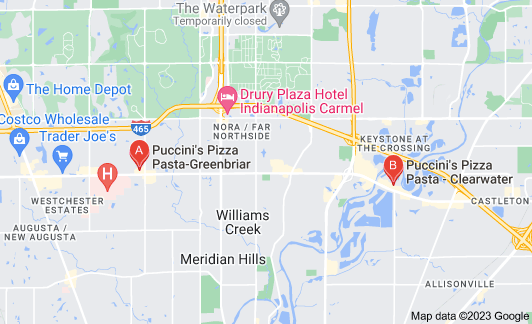 The Waterpark
Temporarily closed
The Home Depot
Drury Plaza Hotel
Indianapolis Carmel
Costco Wholesale
465
NORA / FAR
NORTHSIDE
Trader Joe's
KEYSTONE AT
THE CROSSING
A
Puccini's Pizza
Pasta-Greenbriar
B
Puccini's Pizza
Pasta - Clearwater
H
WESTCHESTER
ESTATES
CASTLETON
Williams
Creek
AUGUSTA /
NEW AUGUSTA
Meridian Hills
ALLISONVILLE
Map data ©2023 Google